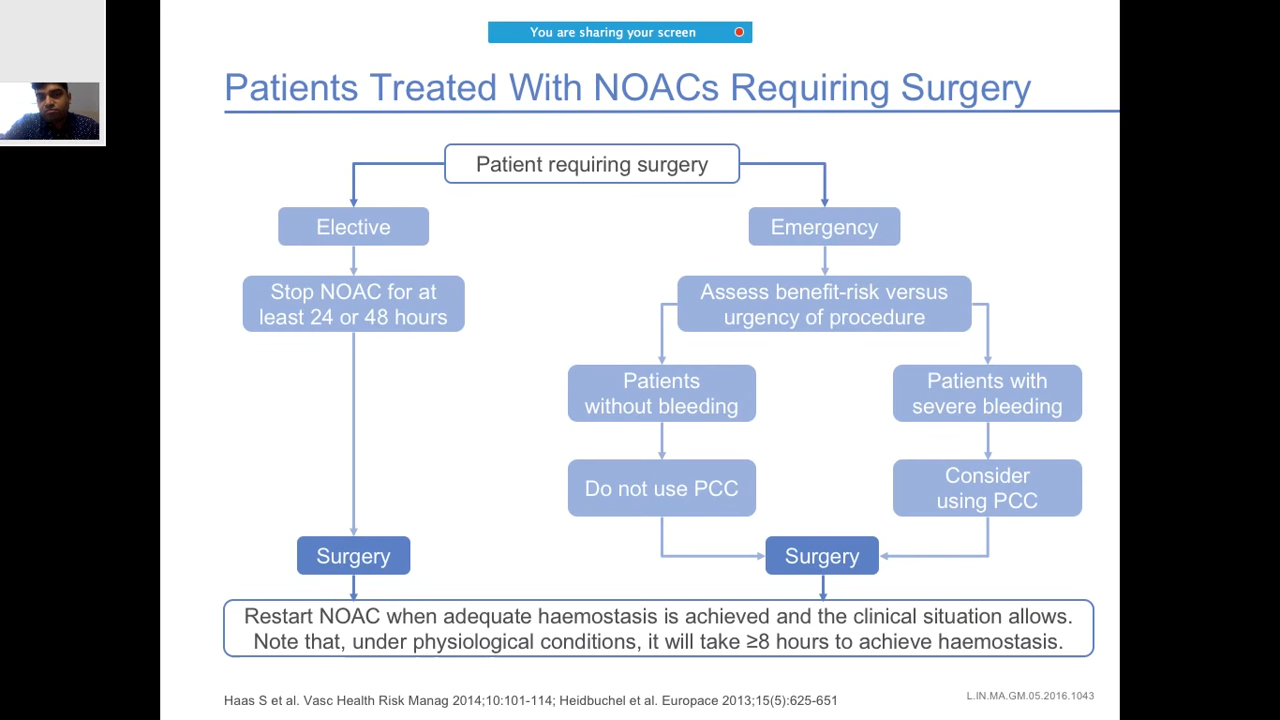 You are sharing your screen
Patients Treated With NOACs Requiring Surgery
Patient requiring surgery
Elective
Emergency
Stop NOAC for at
least 24 or 48 hours
Assess benefit-risk versus
urgency of procedure
Patients
without bleeding
Patients with
severe bleeding
Do not use PCC
Consider
using PCC
Surgery
Surgery
Restart NOAC when adequate haemostasis is achieved and the clinical situation allows.
Note that, under physiological conditions, it will take ≥8 hours to achieve haemostasis.
Haas S et al. Vasc Health Risk Manag 2014;10:101-114; Heidbuchel et al. Europace 2013;15(5):625-651
L.IN.MA.GM.05.2016.1043